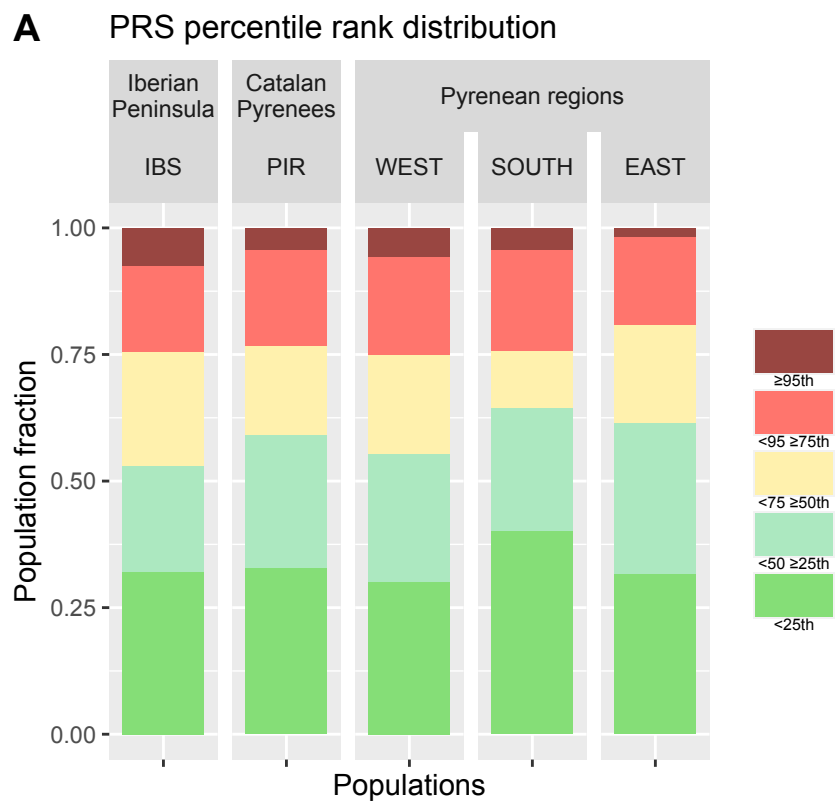 A PRS percentile rank distribution
Iberian
Peninsula
Catalan
Pyrenees
Pyrenean regions
IBS
PIR
WEST
SOUTH
EAST
1.00
0.75
0.50
0.25
0.00
Population fraction
Populations
≥95th
<95 ≥75th
<75 ≥50th
<50 ≥25th
<25th